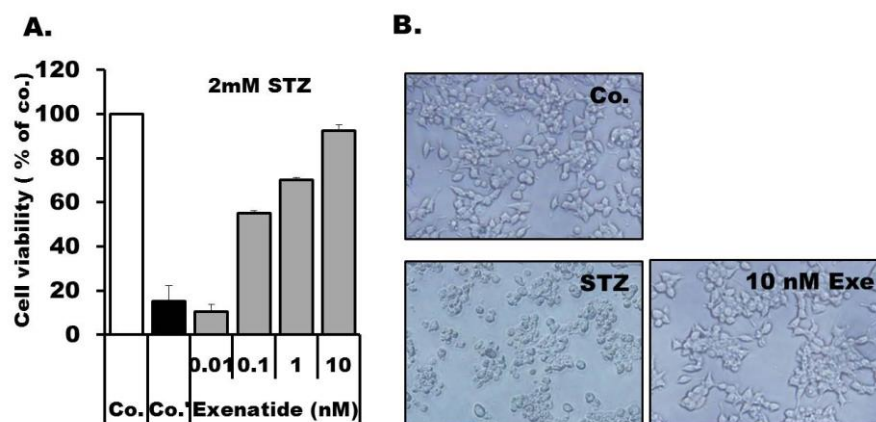 A.
Cell viability ( % of co.)
120
100
80
60
40
20
0
2mM STZ
0.01 0.1 1 10
Co. Co.' Exenatide (nM)
B.
Co.
STZ
10 nM Exe